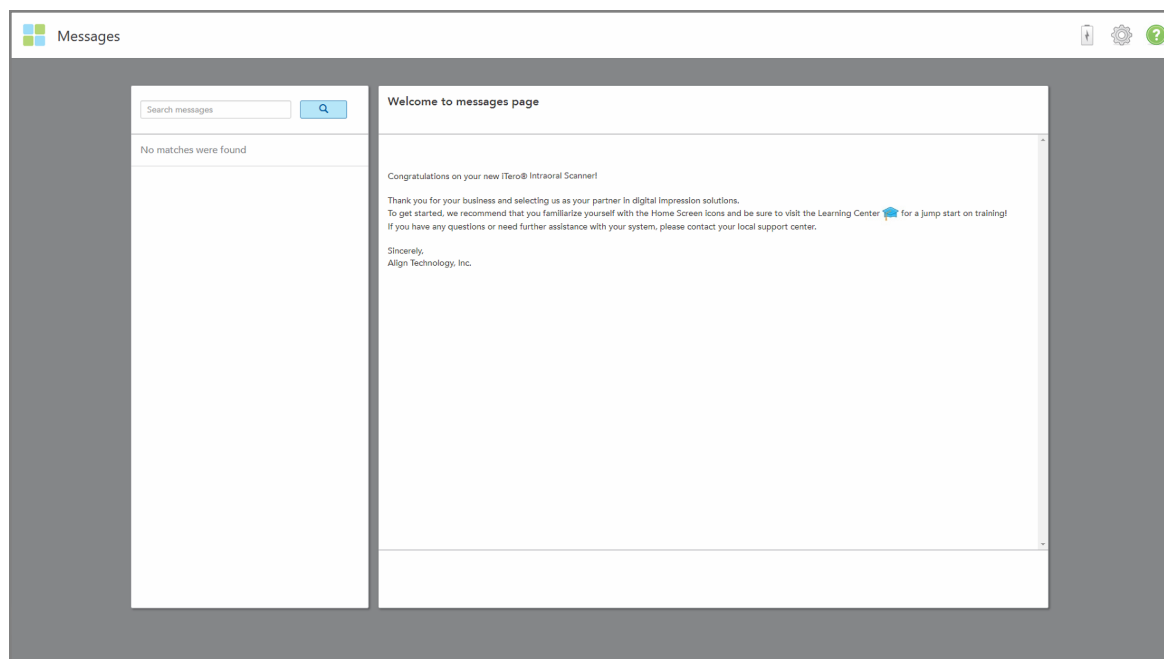 Messages
?
Search messages
No matches were found
Welcome to messages page
Congratulations on your new iTero® Intraoral Scanner!
Thank you for your business and selecting us as your partner in digital impression solutions.
To get started, we recommend that you familiarize yourself with the Home Screen icons and be sure to visit the Learning Center for a jump start on training!
If you have any questions or need further assistance with your system, please contact your local support center.
Sincerely,
Align Technology, Inc.